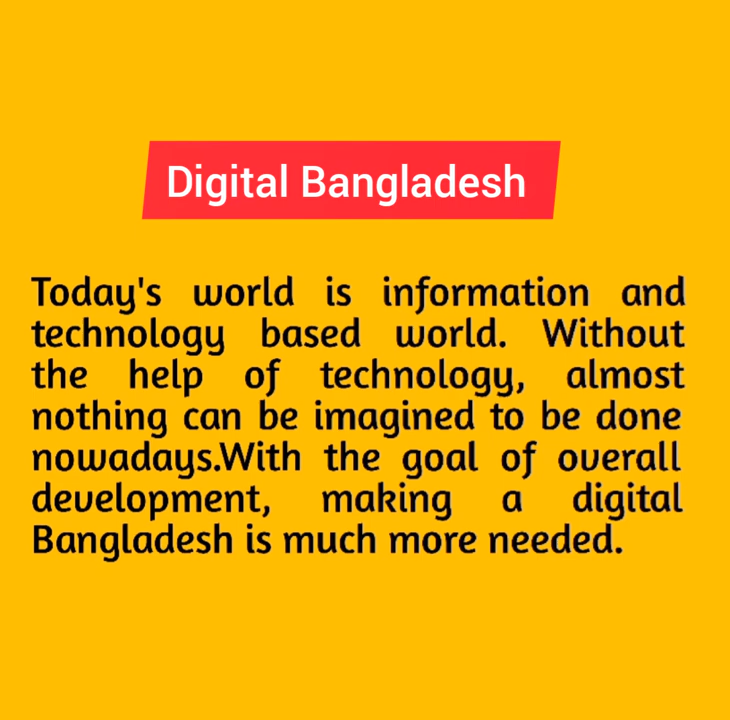 Digital Bangladesh
Today's world is information and
technology based world. Without
the help of technology, almost
nothing can be imagined to be done
nowadays.With the goal of overall
development, making a digital
Bangladesh is much more needed.